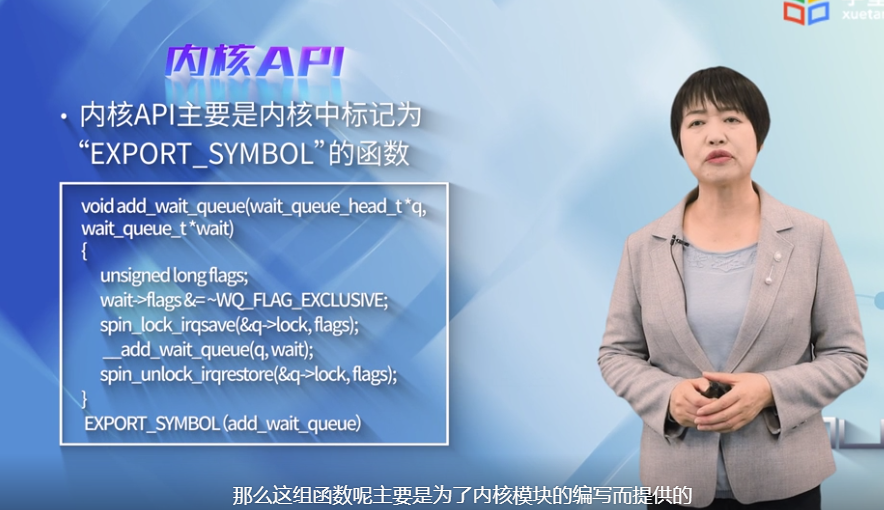 xuetan
内核API
• 内核API主要是内核中标记为
“EXPORT_SYMBOL”的函数
void add_wait_queue(wait_queue_head_t *q,
wait_queue_t *wait)
{
unsigned long flags;
wait->flags &= ~WQ_FLAG_EXCLUSIVE;
spin_lock_irqsave(&q->lock, flags);
__add_wait_queue(q, wait);
spin_unlock_irqrestore(&q->lock, flags);
}
EXPORT_SYMBOL（add_wait_queue）
那么这组函数呢主要是为了内核模块的编写而提供的